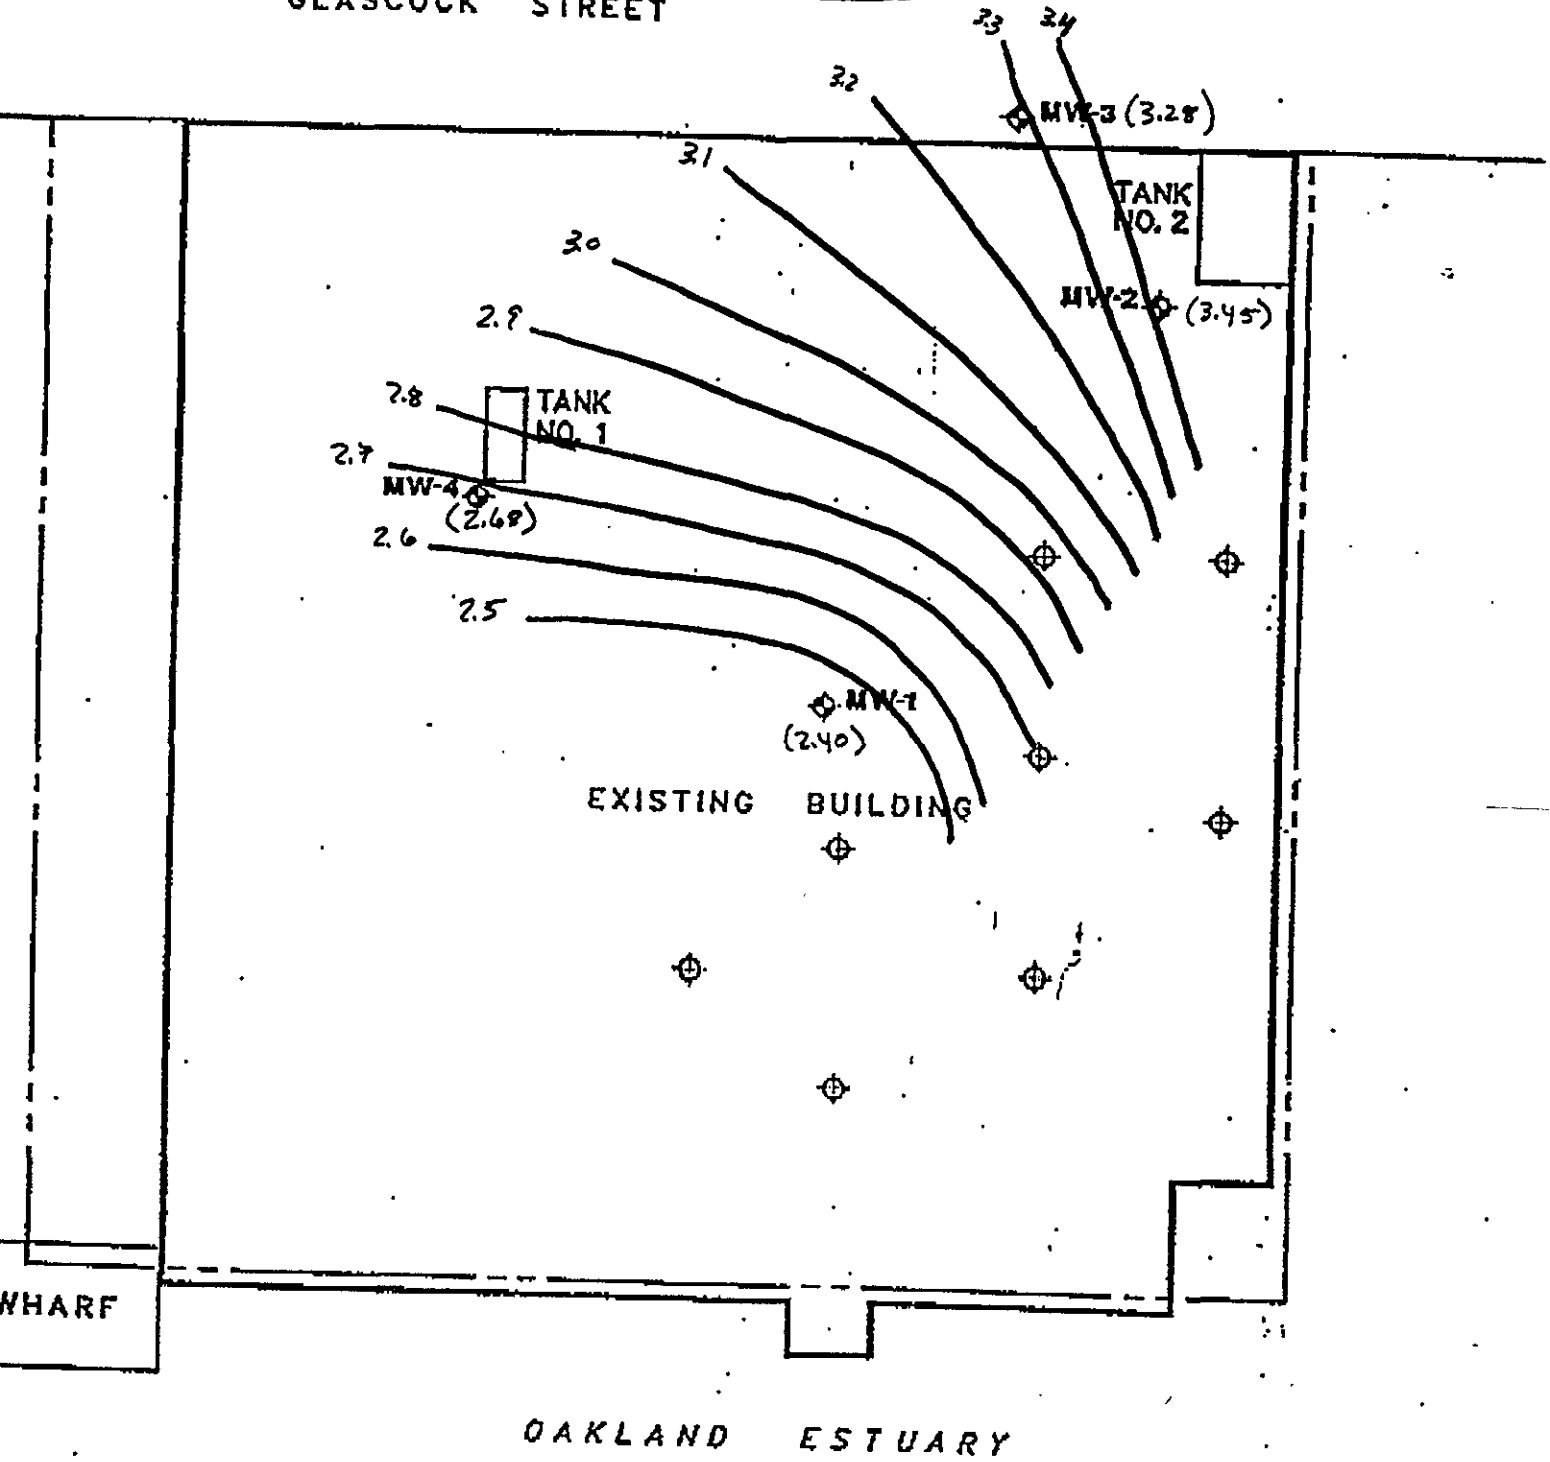 GLASCOCK STREET
3.3
3.4
3.2
MW-3 (3.28)
3.1
TANK
NO. 2
3.0
MW-2 (3.45)
2.9
2.8
TANK
NO. 1
2.7
MW-4
(2.68)
2.6
2.5
MW-1
(2.40)
EXISTING BUILDING
WHARF
OAKLAND ESTUARY